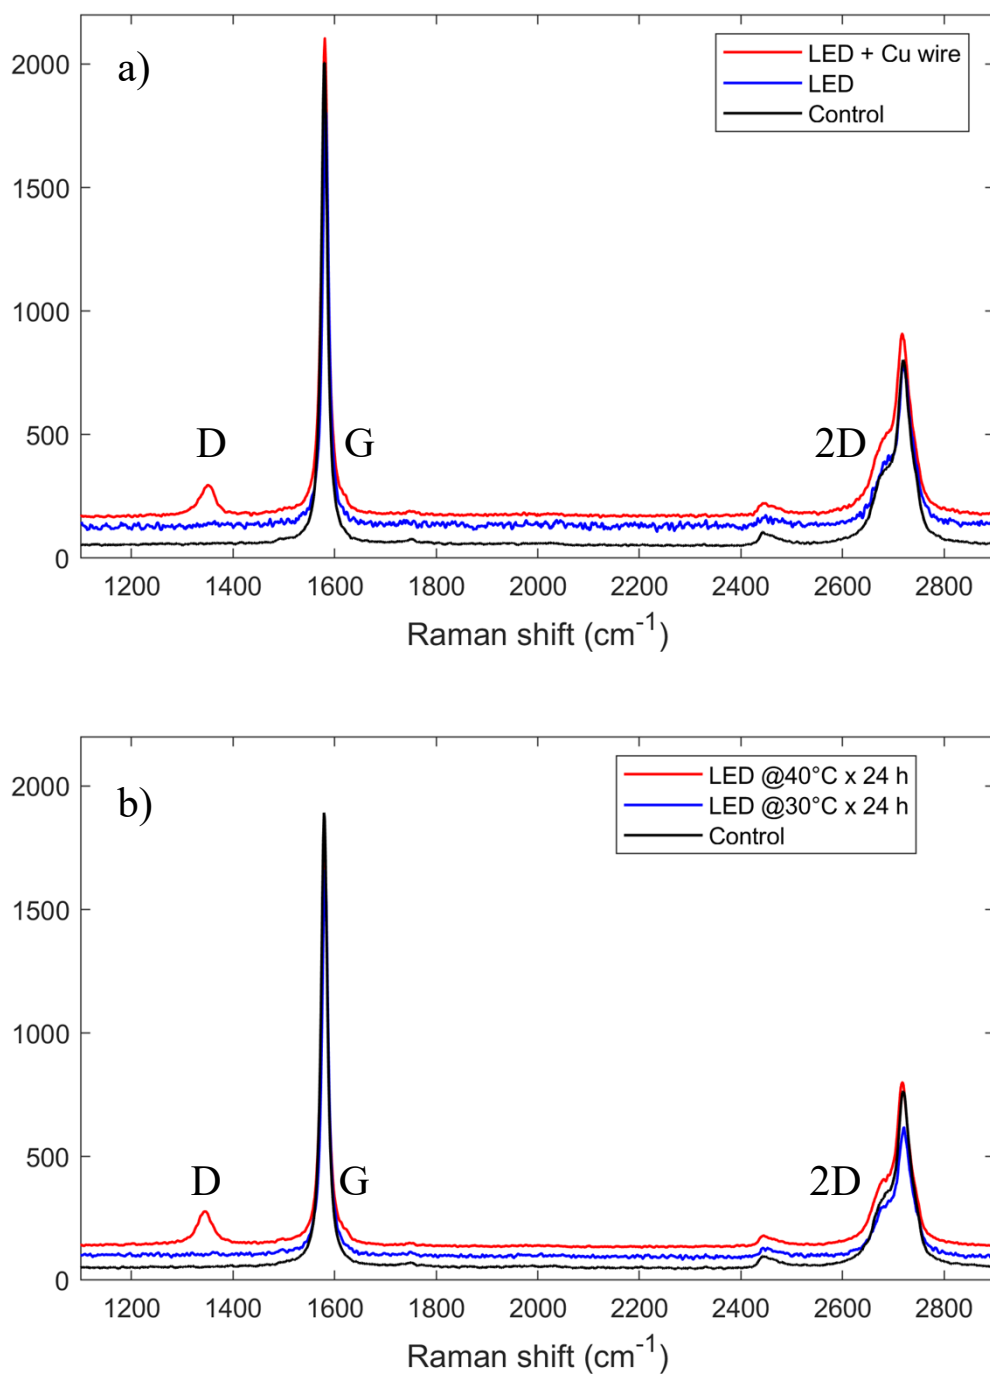 a)
LED + Cu wire
LED
Control
2000
1500
1000
500
0
D
G
2D
1200 1400 1600 1800 2000 2200 2400 2600 2800
Raman shift (cm⁻¹)
b)
LED @40°C x 24 h
LED @30°C x 24 h
Control
2000
1500
1000
500
0
D
G
2D
1200 1400 1600 1800 2000 2200 2400 2600 2800
Raman shift (cm⁻¹)